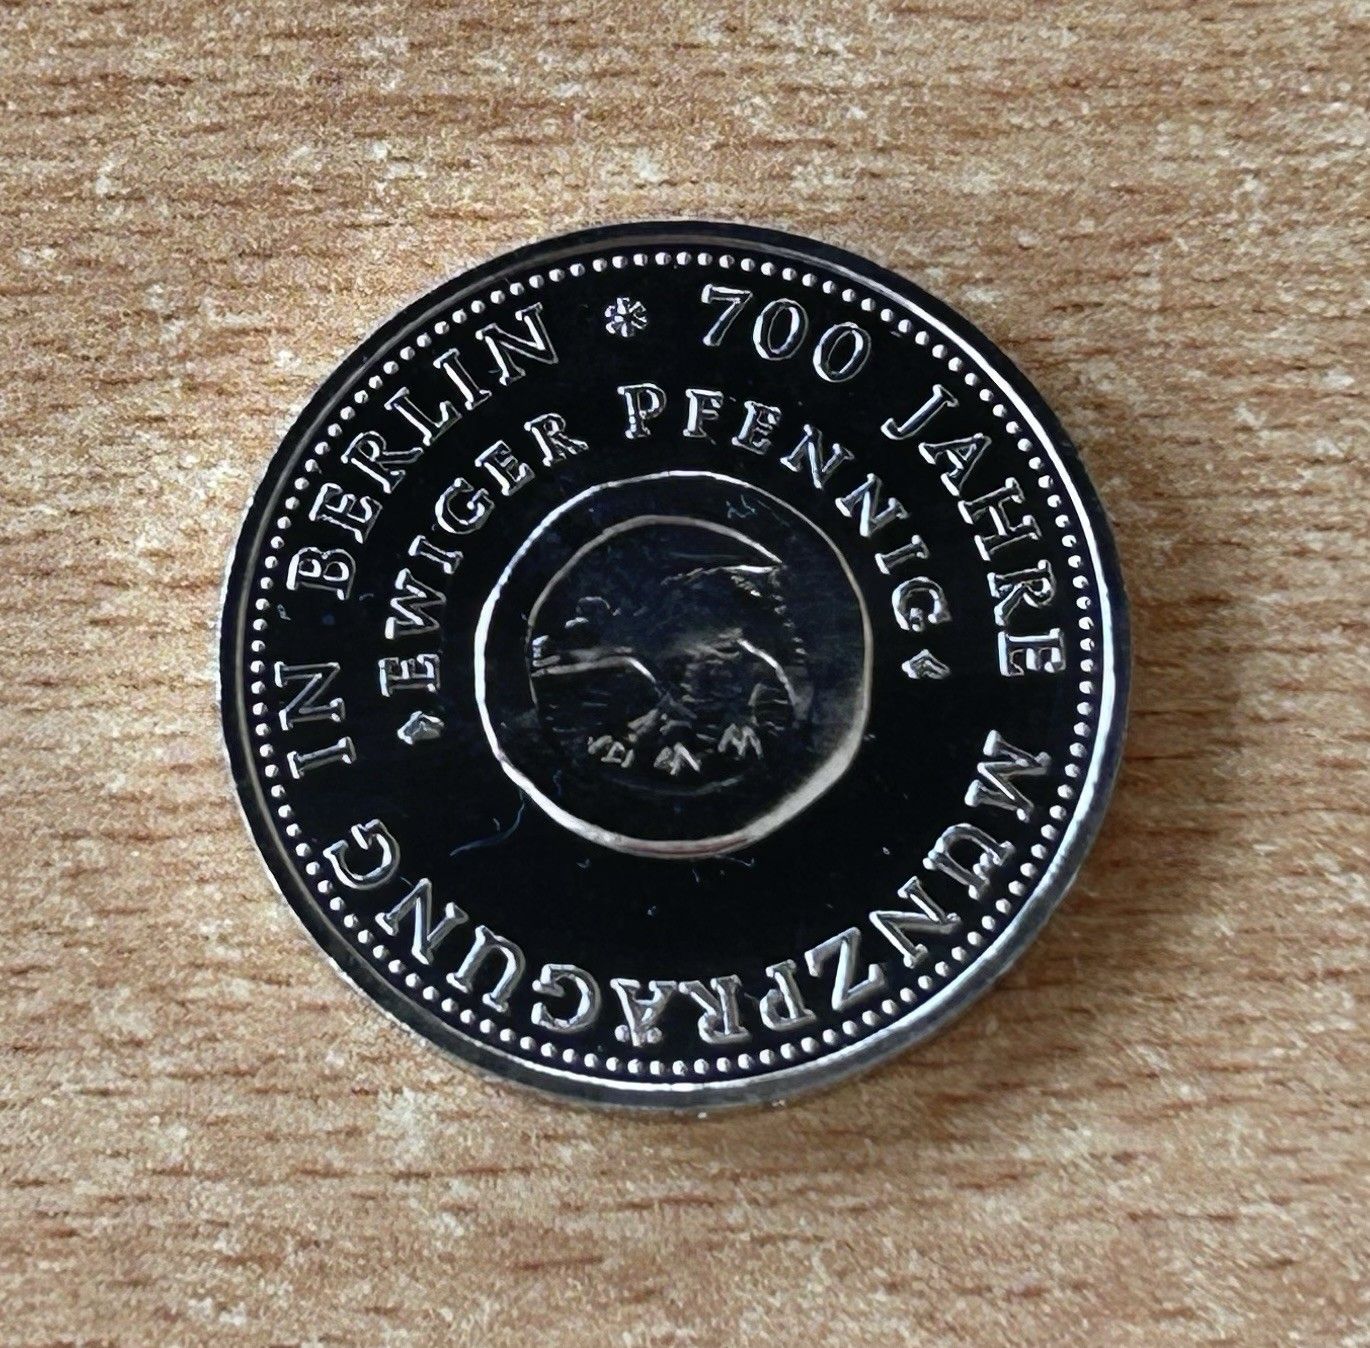 * 700 JAHRE MÜNZPRÄGUNG IN BERLIN
EWIGER PFENNIG